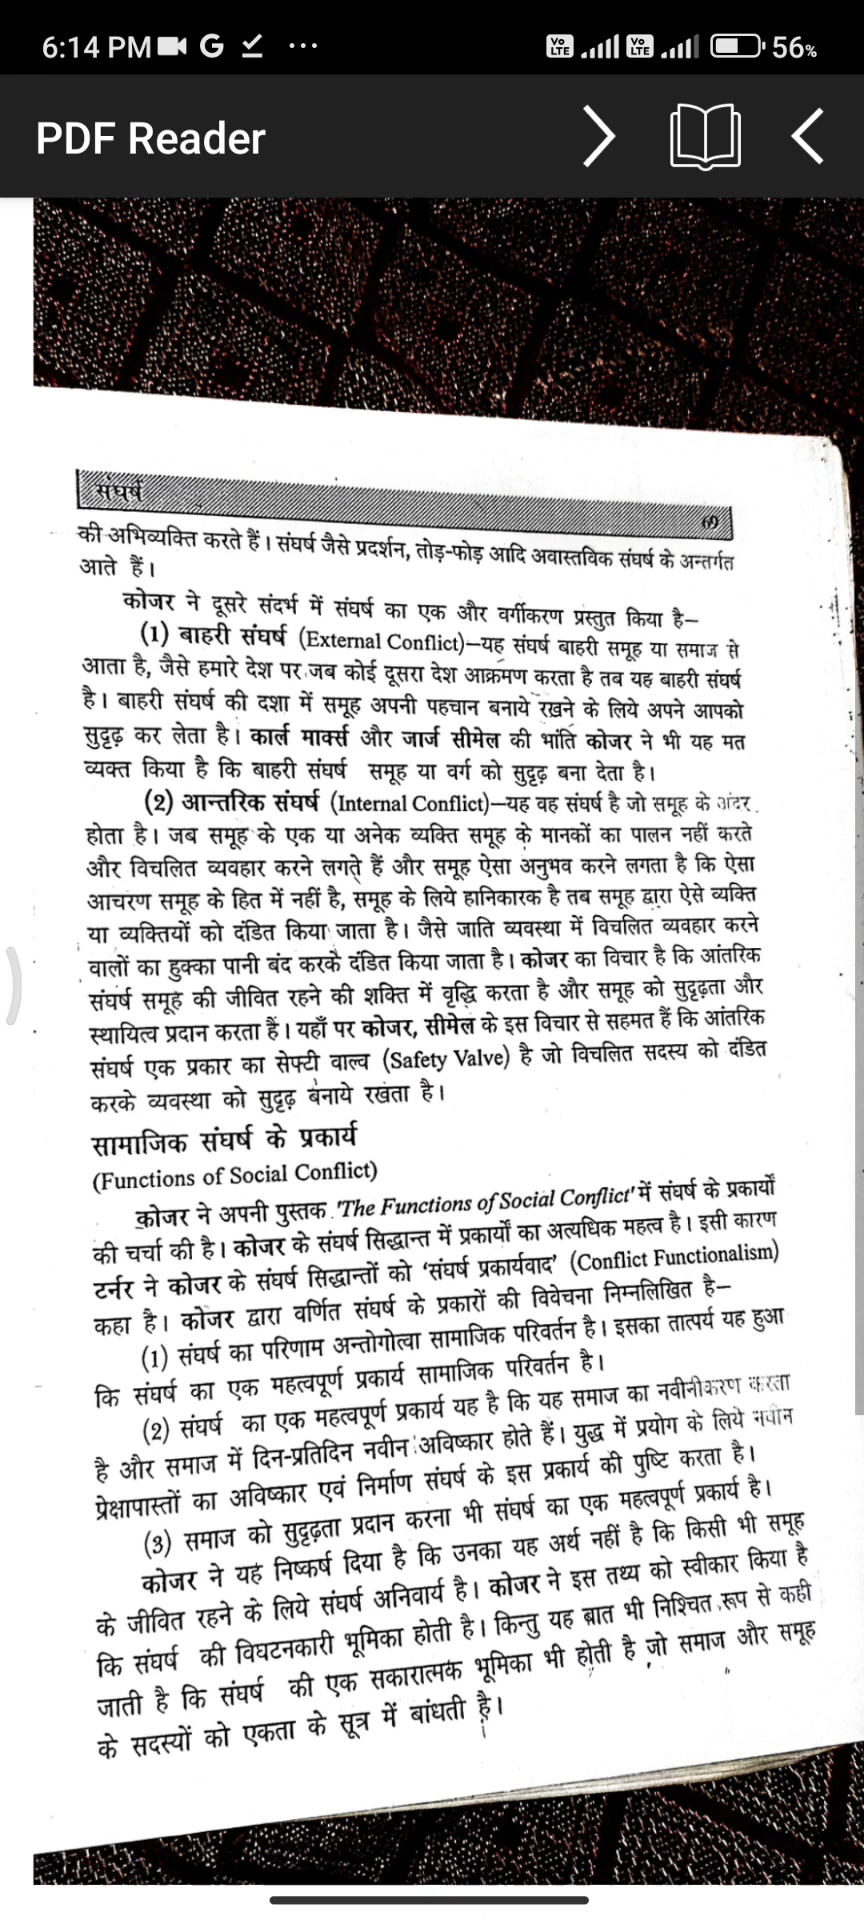 6:14 PM G ... Vo LTE Vo LTE 56%
PDF Reader
संघर्ष
की अभिव्यक्ति करते हैं। संघर्ष जैसे प्रदर्शन, तोड़-फोड़ आदि अवास्तविक संघर्ष के अन्तर्गत
आते हैं।
कोजर ने दूसरे संदर्भ में संघर्ष का एक और वर्गीकरण प्रस्तुत किया है–
(1) बाहरी संघर्ष (External Conflict)–यह संघर्ष बाहरी समूह या समाज से
आता है, जैसे हमारे देश पर जब कोई दूसरा देश आक्रमण करता है तब यह बाहरी संघर्ष
है। बाहरी संघर्ष की दशा में समूह अपनी पहचान बनाये रखने के लिये अपने आपको
सुदृढ़ कर लेता है। कार्ल मार्क्स और जार्ज सीमेल की भांति कोजर ने भी यह मत
व्यक्त किया है कि बाहरी संघर्ष समूह या वर्ग को सुदृढ़ बना देता है।
(2) आन्तरिक संघर्ष (Internal Conflict)–यह वह संघर्ष है जो समूह के अंदर
होता है। जब समूह के एक या अनेक व्यक्ति समूह के मानकों का पालन नहीं करते
और विचलित व्यवहार करने लगते हैं और समूह ऐसा अनुभव करने लगता है कि ऐसा
आचरण समूह के हित में नहीं है, समूह के लिये हानिकारक है तब समूह द्वारा ऐसे व्यक्ति
या व्यक्तियों को दंडित किया जाता है। जैसे जाति व्यवस्था में विचलित व्यवहार करने
वालों का हुक्का पानी बंद करके दंडित किया जाता है। कोजर का विचार है कि आंतरिक
संघर्ष समूह की जीवित रहने की शक्ति में वृद्धि करता है और समूह को सुदृढ़ता और
स्थायित्व प्रदान करता हैं। यहाँ पर कोजर, सीमेल के इस विचार से सहमत हैं कि आंतरिक
संघर्ष एक प्रकार का सेफ्टी वाल्व (Safety Valve) है जो विचलित सदस्य को दंडित
करके व्यवस्था को सुदृढ़ बनाये रखता है।
सामाजिक संघर्ष के प्रकार्य
(Functions of Social Conflict)
कोजर ने अपनी पुस्तक 'The Functions of Social Conflict' में संघर्ष के प्रकार्यों
की चर्चा की है। कोजर के संघर्ष सिद्धान्त में प्रकार्यों का अत्यधिक महत्व है। इसी कारण
टर्नर ने कोजर के संघर्ष सिद्धान्तों को ‘संघर्ष प्रकार्यवाद’ (Conflict Functionalism)
कहा है। कोजर द्वारा वर्णित संघर्ष के प्रकारों की विवेचना निम्नलिखित है–
(1) संघर्ष का परिणाम अन्तोगोत्वा सामाजिक परिवर्तन है। इसका तात्पर्य यह हुआ
कि संघर्ष का एक महत्वपूर्ण प्रकार्य सामाजिक परिवर्तन है।
(2) संघर्ष का एक महत्वपूर्ण प्रकार्य यह है कि यह समाज का नवीनीकरण करता
है और समाज में दिन-प्रतिदिन नवीन अविष्कार होते हैं। युद्ध में प्रयोग के लिये नवीन
प्रेक्षापास्तों का अविष्कार एवं निर्माण संघर्ष के इस प्रकार्य की पुष्टि करता है।
(3) समाज को सुदृढ़ता प्रदान करना भी संघर्ष का एक महत्वपूर्ण प्रकार्य है।
कोजर ने यह निष्कर्ष दिया है कि उनका यह अर्थ नहीं है कि किसी भी समूह
के जीवित रहने के लिये संघर्ष अनिवार्य है। कोजर ने इस तथ्य को स्वीकार किया है
कि संघर्ष की विघटनकारी भूमिका होती है। किन्तु यह बात भी निश्चित रूप से कही
जाती है कि संघर्ष की एक सकारात्मक भूमिका भी होती है जो समाज और समूह
के सदस्यों को एकता के सूत्र में बांधती है।